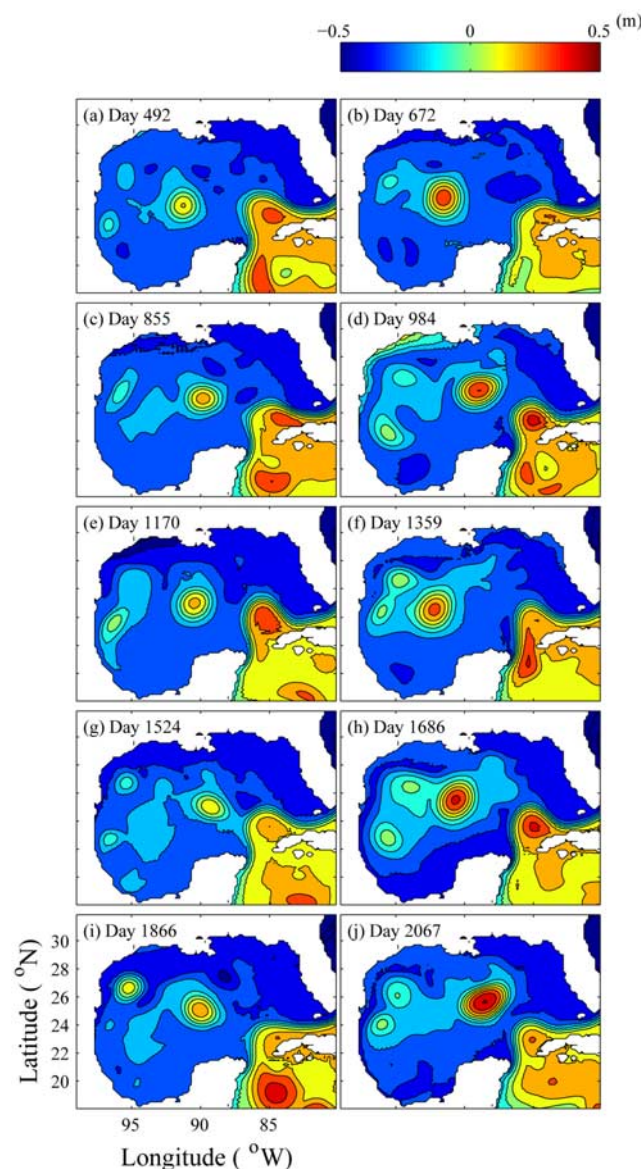 (m)
−0.5 0 0.5
(a) Day 492
(b) Day 672
(c) Day 855
(d) Day 984
(e) Day 1170
(f) Day 1359
(g) Day 1524
(h) Day 1686
(i) Day 1866
(j) Day 2067
30
28
26
24
22
20
Latitude ( °N)
95 90 85
Longitude ( °W)